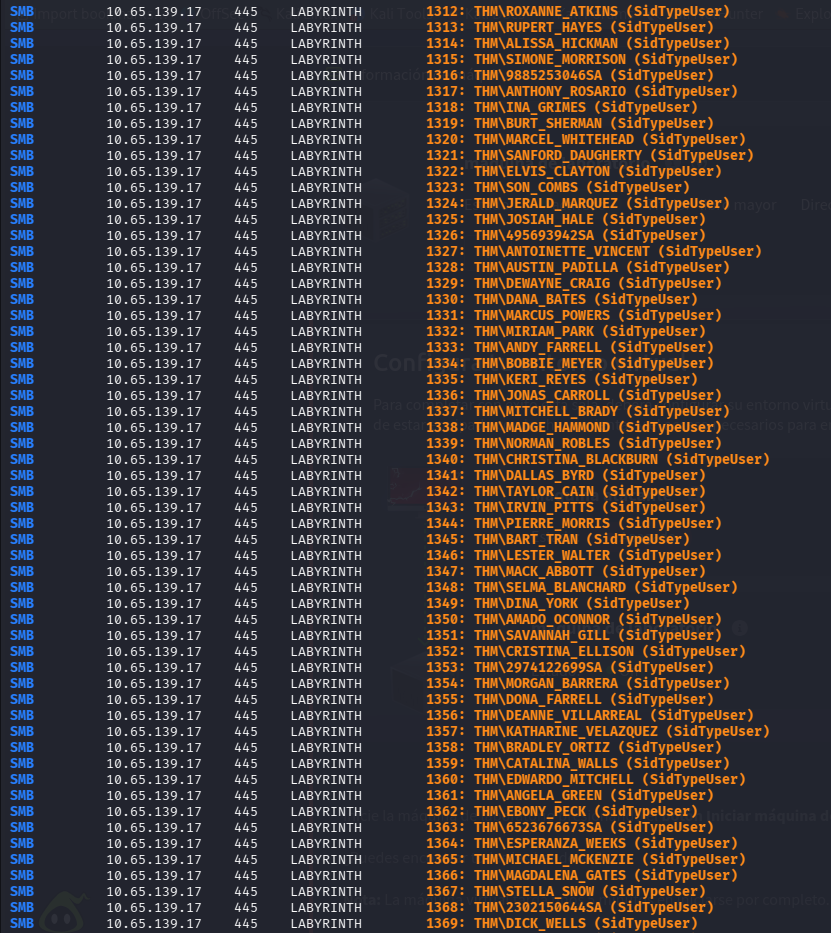 SMB 10.65.139.17 445 LABYRINTH 1312: THM\ROXANNE_ATKINS (SidTypeUser)
SMB 10.65.139.17 445 LABYRINTH 1313: THM\RUPERT_HAYES (SidTypeUser)
SMB 10.65.139.17 445 LABYRINTH 1314: THM\ALISSA_HICKMAN (SidTypeUser)
SMB 10.65.139.17 445 LABYRINTH 1315: THM\SIMONE_MORRISON (SidTypeUser)
SMB 10.65.139.17 445 LABYRINTH 1316: THM\9885253046SA (SidTypeUser)
SMB 10.65.139.17 445 LABYRINTH 1317: THM\ANTHONY_ROSARIO (SidTypeUser)
SMB 10.65.139.17 445 LABYRINTH 1318: THM\INA_GRIMES (SidTypeUser)
SMB 10.65.139.17 445 LABYRINTH 1319: THM\BURT_SHERMAN (SidTypeUser)
SMB 10.65.139.17 445 LABYRINTH 1320: THM\MARCEL_WHITEHEAD (SidTypeUser)
SMB 10.65.139.17 445 LABYRINTH 1321: THM\SANFORD_DAUGHERTY (SidTypeUser)
SMB 10.65.139.17 445 LABYRINTH 1322: THM\ELVIS_CLAYTON (SidTypeUser)
SMB 10.65.139.17 445 LABYRINTH 1323: THM\SON_COMBS (SidTypeUser)
SMB 10.65.139.17 445 LABYRINTH 1324: THM\JERALD_MARQUEZ (SidTypeUser)
SMB 10.65.139.17 445 LABYRINTH 1325: THM\JOSIAH_HALE (SidTypeUser)
SMB 10.65.139.17 445 LABYRINTH 1326: THM\495693942SA (SidTypeUser)
SMB 10.65.139.17 445 LABYRINTH 1327: THM\ANTOINETTE_VINCENT (SidTypeUser)
SMB 10.65.139.17 445 LABYRINTH 1328: THM\AUSTIN_PADILLA (SidTypeUser)
SMB 10.65.139.17 445 LABYRINTH 1329: THM\DEWAYNE_CRAIG (SidTypeUser)
SMB 10.65.139.17 445 LABYRINTH 1330: THM\DANA_BATES (SidTypeUser)
SMB 10.65.139.17 445 LABYRINTH 1331: THM\MARCUS_POWERS (SidTypeUser)
SMB 10.65.139.17 445 LABYRINTH 1332: THM\MIRIAM_PARK (SidTypeUser)
SMB 10.65.139.17 445 LABYRINTH 1333: THM\ANDY_FARRELL (SidTypeUser)
SMB 10.65.139.17 445 LABYRINTH 1334: THM\BOBBIE_MEYER (SidTypeUser)
SMB 10.65.139.17 445 LABYRINTH 1335: THM\KERI_REYES (SidTypeUser)
SMB 10.65.139.17 445 LABYRINTH 1336: THM\JONAS_CARROLL (SidTypeUser)
SMB 10.65.139.17 445 LABYRINTH 1337: THM\MITCHELL_BRADY (SidTypeUser)
SMB 10.65.139.17 445 LABYRINTH 1338: THM\MADGE_HAMMOND (SidTypeUser)
SMB 10.65.139.17 445 LABYRINTH 1339: THM\NORMAN_ROBLES (SidTypeUser)
SMB 10.65.139.17 445 LABYRINTH 1340: THM\CHRISTINA_BLACKBURN (SidTypeUser)
SMB 10.65.139.17 445 LABYRINTH 1341: THM\DALLAS_BYRD (SidTypeUser)
SMB 10.65.139.17 445 LABYRINTH 1342: THM\TAYLOR_CAIN (SidTypeUser)
SMB 10.65.139.17 445 LABYRINTH 1343: THM\IRVIN_PITTS (SidTypeUser)
SMB 10.65.139.17 445 LABYRINTH 1344: THM\PIERRE_MORRIS (SidTypeUser)
SMB 10.65.139.17 445 LABYRINTH 1345: THM\BART_TRAN (SidTypeUser)
SMB 10.65.139.17 445 LABYRINTH 1346: THM\LESTER_WALTER (SidTypeUser)
SMB 10.65.139.17 445 LABYRINTH 1347: THM\MACK_ABBOTT (SidTypeUser)
SMB 10.65.139.17 445 LABYRINTH 1348: THM\SELMA_BLANCHARD (SidTypeUser)
SMB 10.65.139.17 445 LABYRINTH 1349: THM\DINA_YORK (SidTypeUser)
SMB 10.65.139.17 445 LABYRINTH 1350: THM\AMADO_OCONNOR (SidTypeUser)
SMB 10.65.139.17 445 LABYRINTH 1351: THM\SAVANNAH_GILL (SidTypeUser)
SMB 10.65.139.17 445 LABYRINTH 1352: THM\CRISTINA_ELLISON (SidTypeUser)
SMB 10.65.139.17 445 LABYRINTH 1353: THM\2974122699SA (SidTypeUser)
SMB 10.65.139.17 445 LABYRINTH 1354: THM\MORGAN_BARRERA (SidTypeUser)
SMB 10.65.139.17 445 LABYRINTH 1355: THM\DONA_FARRELL (SidTypeUser)
SMB 10.65.139.17 445 LABYRINTH 1356: THM\DEANNE_VILLARREAL (SidTypeUser)
SMB 10.65.139.17 445 LABYRINTH 1357: THM\KATHARINE_VELAZQUEZ (SidTypeUser)
SMB 10.65.139.17 445 LABYRINTH 1358: THM\BRADLEY_ORTIZ (SidTypeUser)
SMB 10.65.139.17 445 LABYRINTH 1359: THM\CATALINA_WALLS (SidTypeUser)
SMB 10.65.139.17 445 LABYRINTH 1360: THM\EDWARDO_MITCHELL (SidTypeUser)
SMB 10.65.139.17 445 LABYRINTH 1361: THM\ANGELA_GREEN (SidTypeUser)
SMB 10.65.139.17 445 LABYRINTH 1362: THM\EBONY_PECK (SidTypeUser)
SMB 10.65.139.17 445 LABYRINTH 1363: THM\6523676673SA (SidTypeUser)
SMB 10.65.139.17 445 LABYRINTH 1364: THM\ESPERANZA_WEEKS (SidTypeUser)
SMB 10.65.139.17 445 LABYRINTH 1365: THM\MICHAEL_MCKENZIE (SidTypeUser)
SMB 10.65.139.17 445 LABYRINTH 1366: THM\MAGDALENA_GATES (SidTypeUser)
SMB 10.65.139.17 445 LABYRINTH 1367: THM\STELLA_SNOW (SidTypeUser)
SMB 10.65.139.17 445 LABYRINTH 1368: THM\2302150644SA (SidTypeUser)
SMB 10.65.139.17 445 LABYRINTH 1369: THM\DICK_WELLS (SidTypeUser)